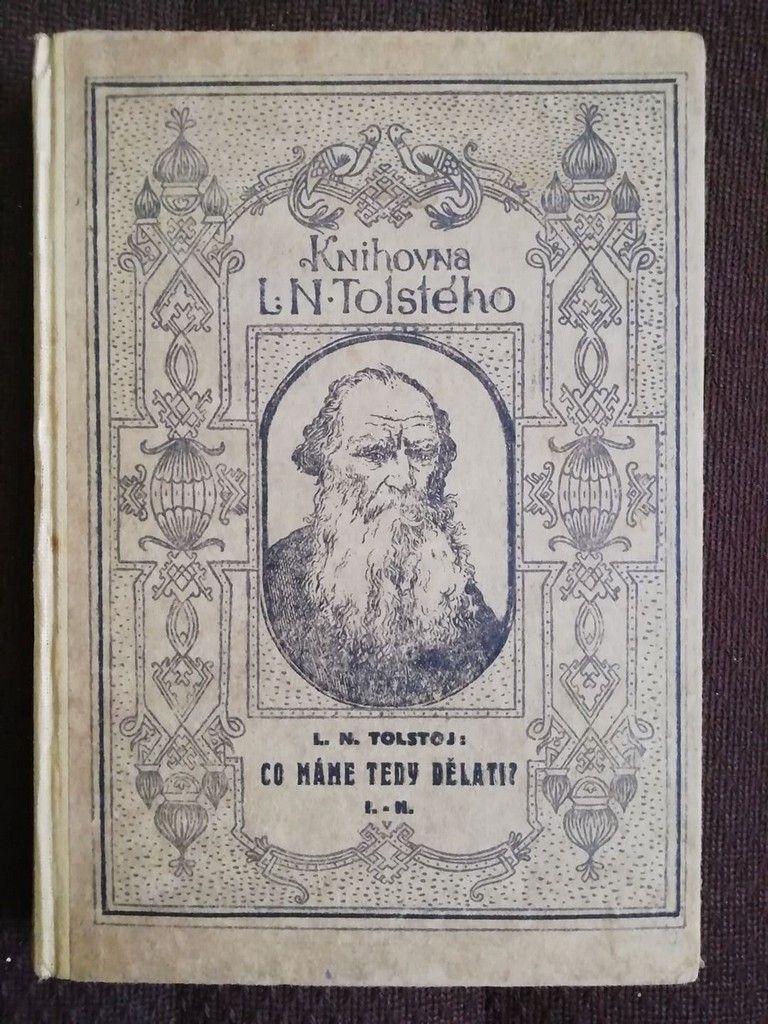 Knihovna
L·N·Tolstého
L. N. TOLSTOJ:
CO MÁME TEDY DĚLATI?
I. - II.